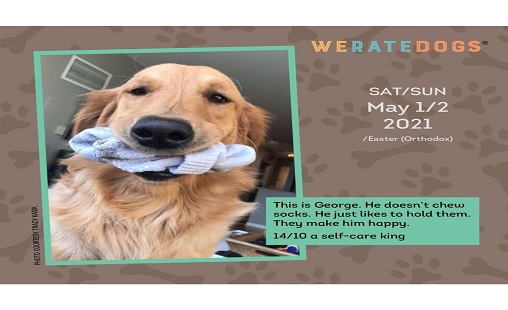 WERATEDOGS®
SAT/SUN
May 1/2
2021
/Easter (Orthodox)
This is George. He doesn't chew
socks. He just likes to hold them.
They make him happy.
14/10 a self-care king